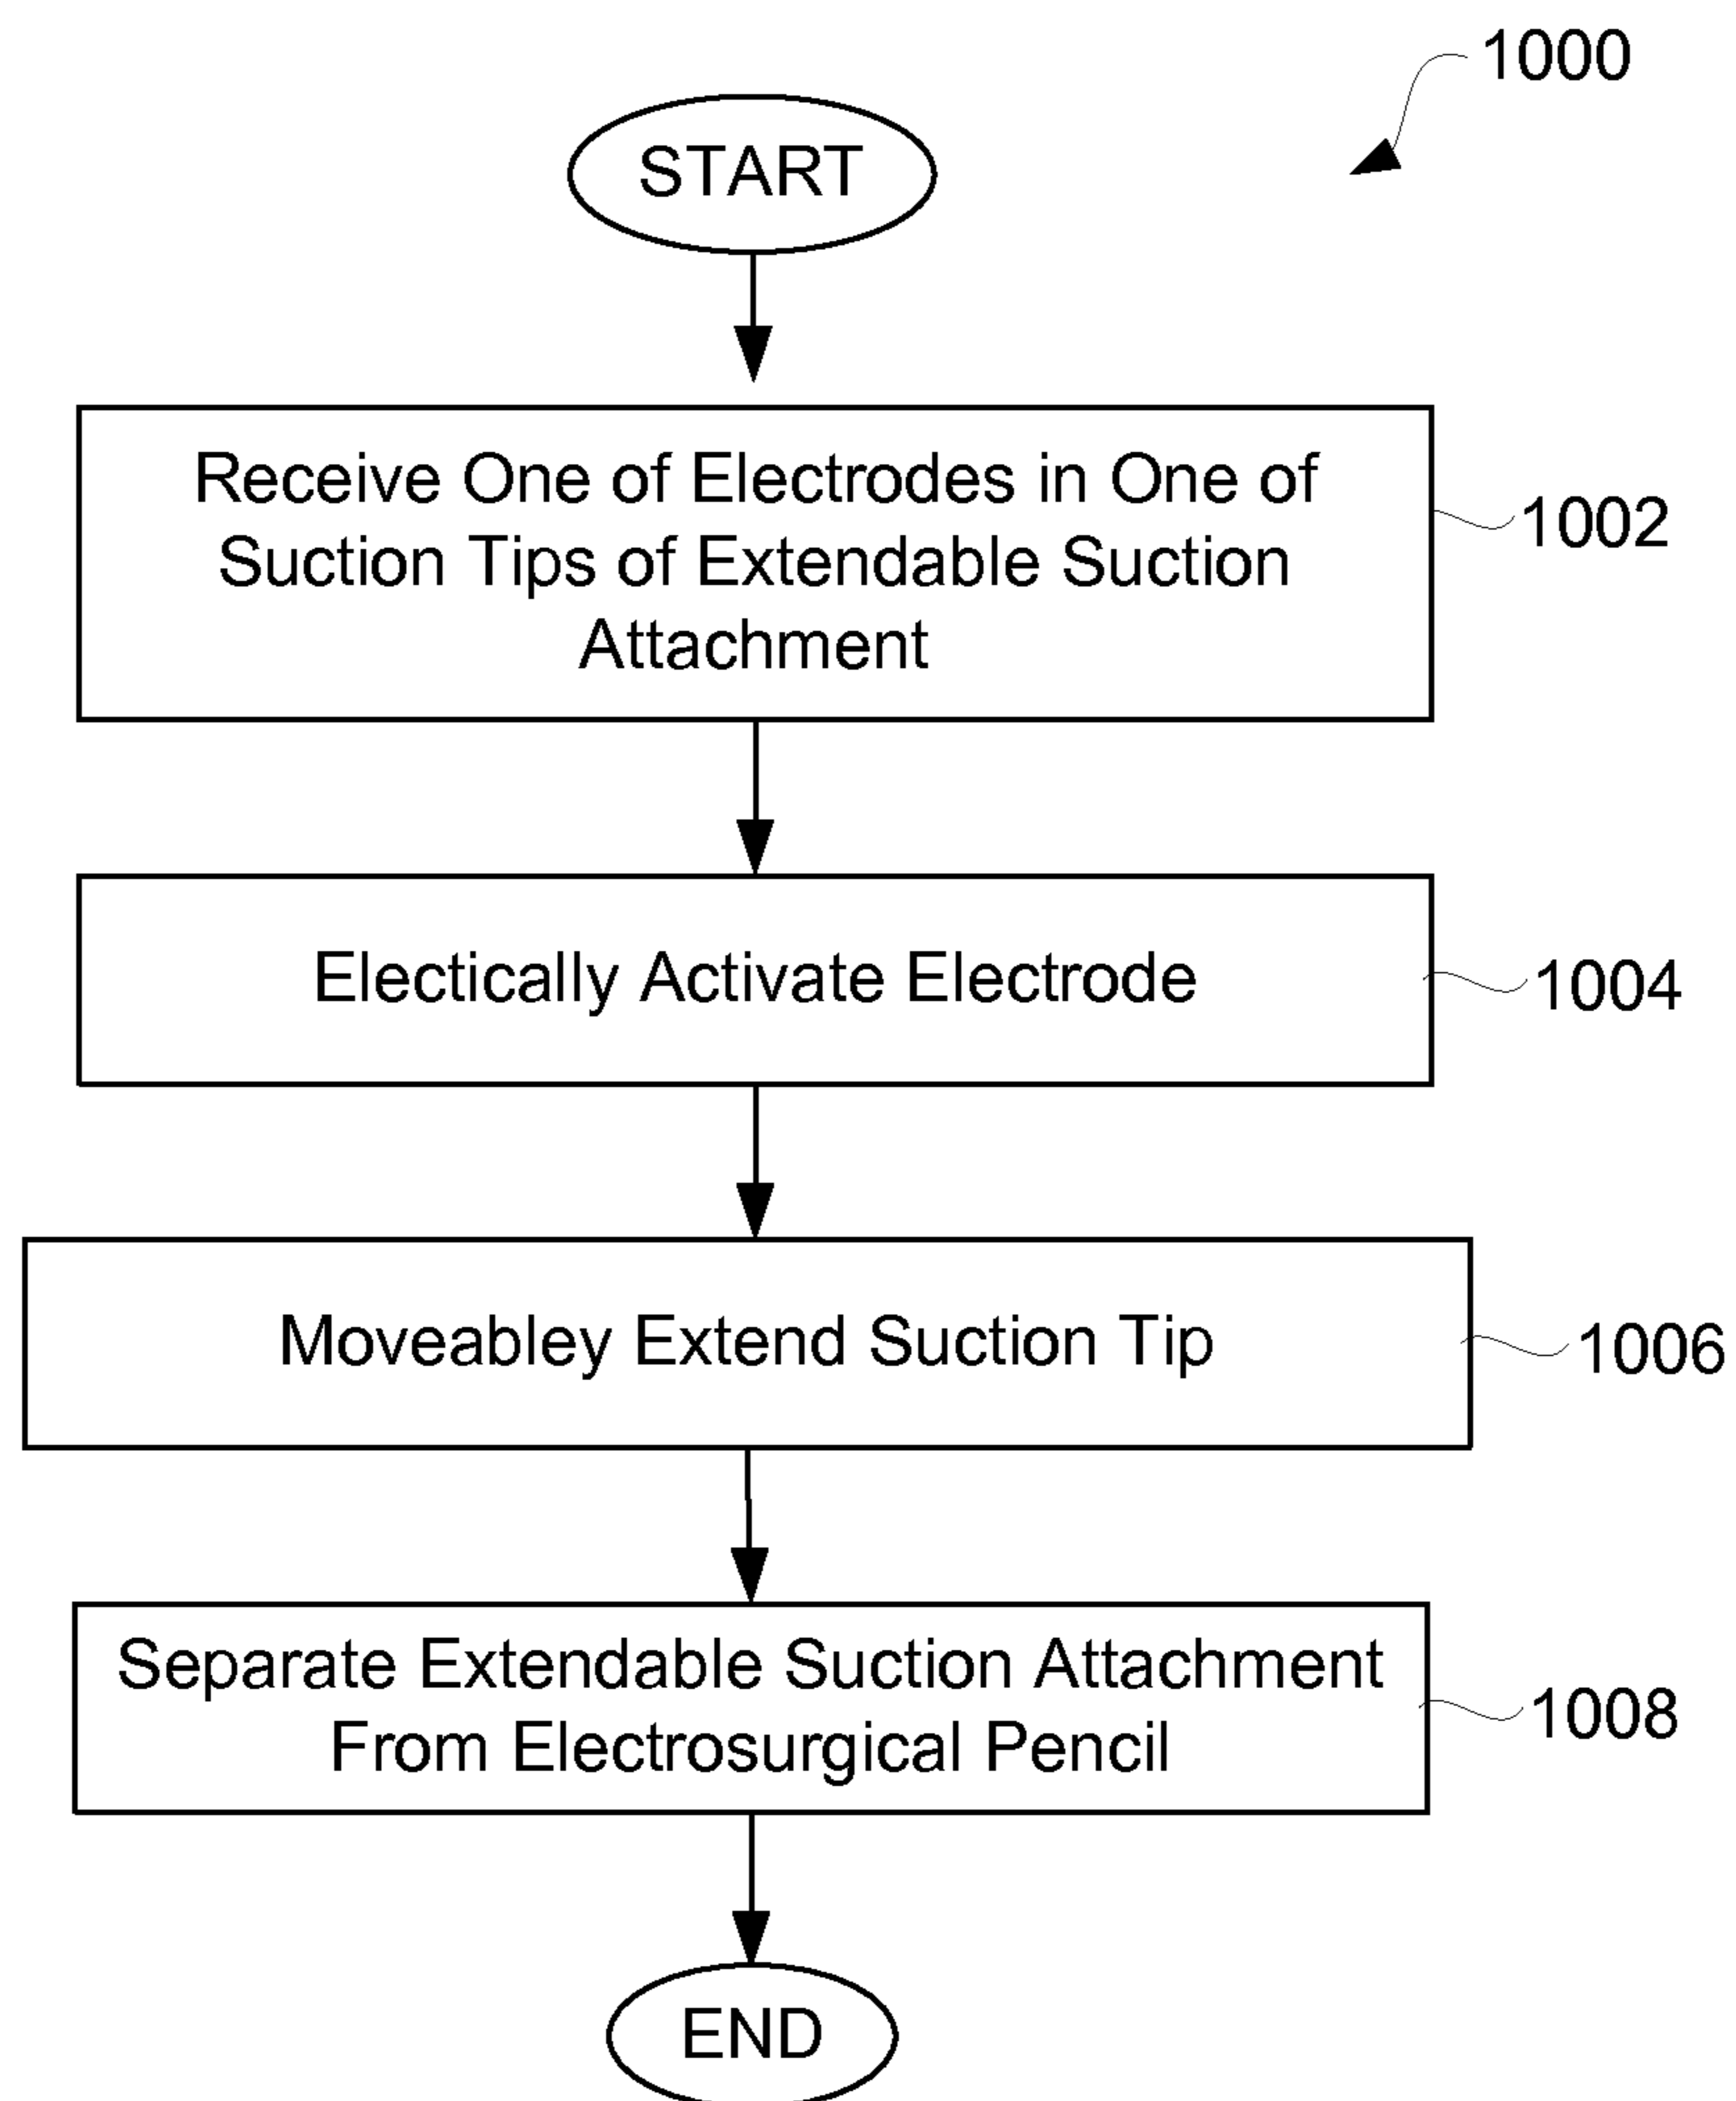 1000
START
Receive One of Electrodes in One of
Suction Tips of Extendable Suction
Attachment
1002
Electically Activate Electrode
1004
Moveabley Extend Suction Tip
1006
Separate Extendable Suction Attachment
From Electrosurgical Pencil
1008
END